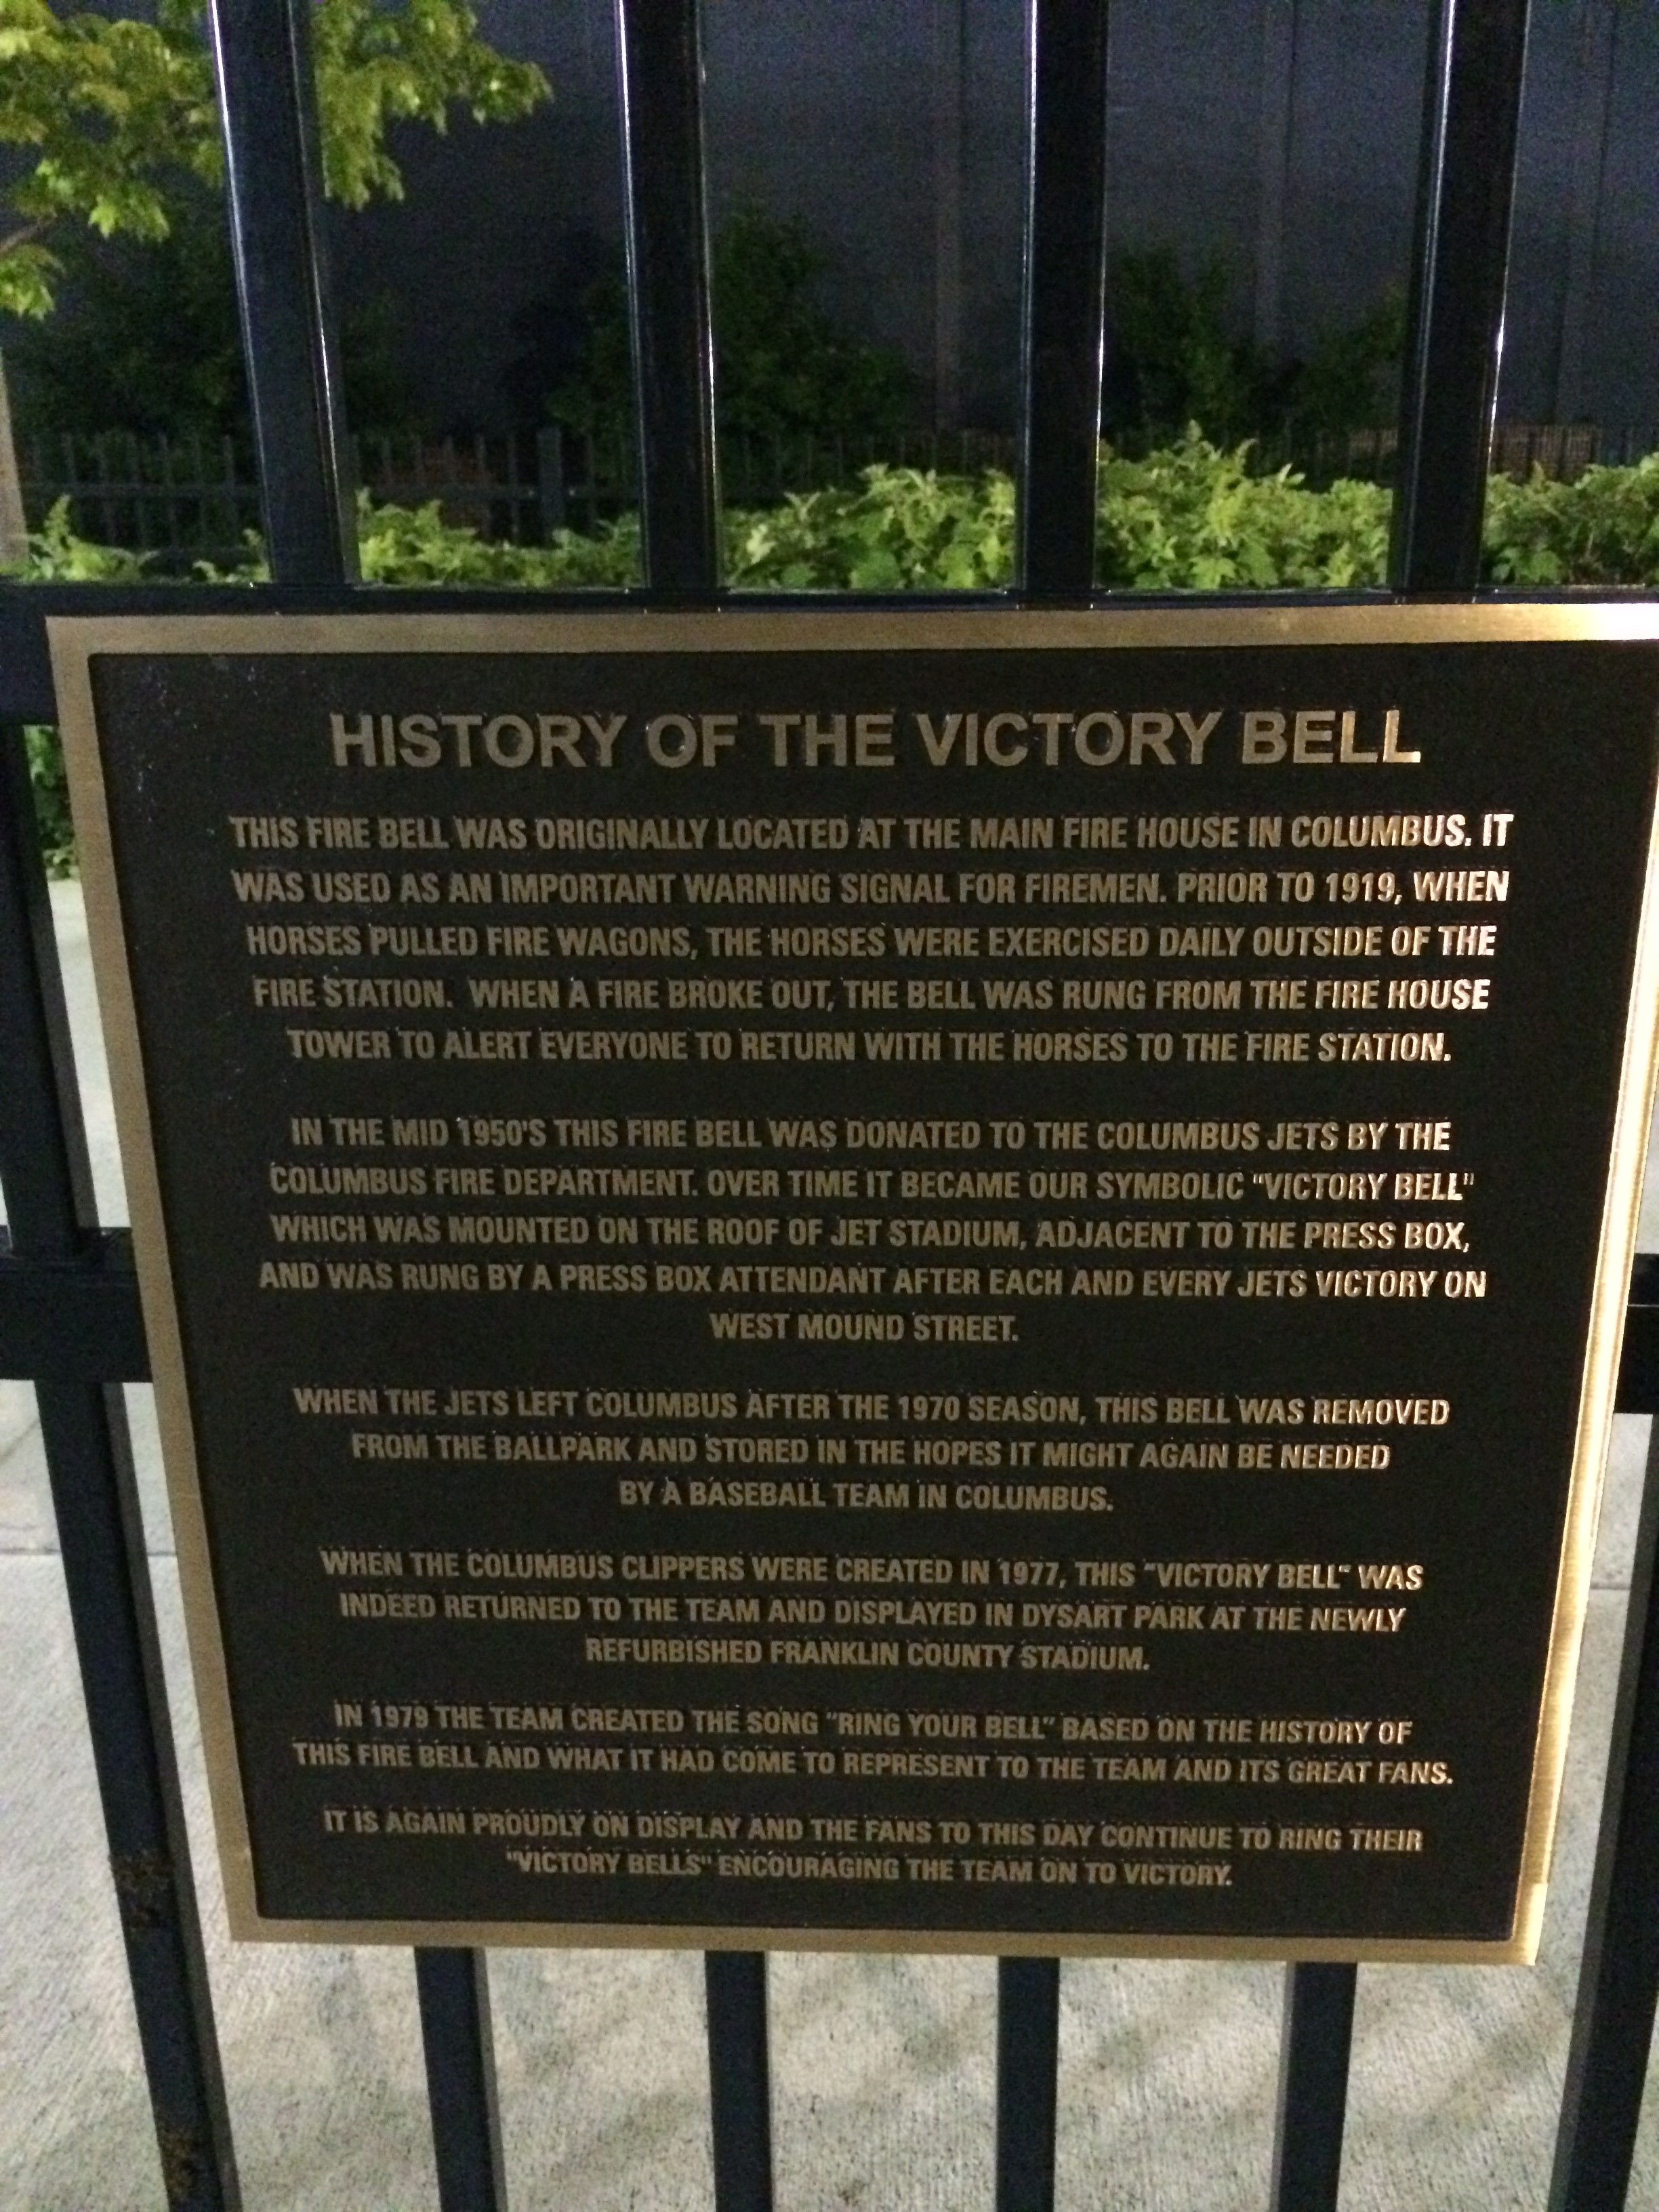 HISTORY OF THE VICTORY BELL
THIS FIRE BELL WAS ORIGINALLY LOCATED AT THE MAIN FIRE HOUSE IN COLUMBUS. IT
WAS USED AS AN IMPORTANT WARNING SIGNAL FOR FIREMEN. PRIOR TO 1919, WHEN
HORSES PULLED FIRE WAGONS, THE HORSES WERE EXERCISED DAILY OUTSIDE OF THE
FIRE STATION. WHEN A FIRE BROKE OUT, THE BELL WAS RUNG FROM THE FIRE HOUSE
TOWER TO ALERT EVERYONE TO RETURN WITH THE HORSES TO THE FIRE STATION.
IN THE MID 1950'S THIS FIRE BELL WAS DONATED TO THE COLUMBUS JETS BY THE
COLUMBUS FIRE DEPARTMENT. OVER TIME IT BECAME OUR SYMBOLIC "VICTORY BELL"
WHICH WAS MOUNTED ON THE ROOF OF JET STADIUM, ADJACENT TO THE PRESS BOX,
AND WAS RUNG BY A PRESS BOX ATTENDANT AFTER EACH AND EVERY JETS VICTORY ON
WEST MOUND STREET.
WHEN THE JETS LEFT COLUMBUS AFTER THE 1970 SEASON, THIS BELL WAS REMOVED
FROM THE BALLPARK AND STORED IN THE HOPES IT MIGHT AGAIN BE NEEDED
BY A BASEBALL TEAM IN COLUMBUS.
WHEN THE COLUMBUS CLIPPERS WERE CREATED IN 1977, THIS "VICTORY BELL" WAS
INDEED RETURNED TO THE TEAM AND DISPLAYED IN DYSART PARK AT THE NEWLY
REFURBISHED FRANKLIN COUNTY STADIUM.
IN 1979 THE TEAM CREATED THE SONG "RING YOUR BELL" BASED ON THE HISTORY OF
THIS FIRE BELL AND WHAT IT HAD COME TO REPRESENT TO THE TEAM AND ITS GREAT FANS.
IT IS AGAIN PROUDLY ON DISPLAY AND THE FANS TO THIS DAY CONTINUE TO RING THEIR
"VICTORY BELLS" ENCOURAGING THE TEAM ON TO VICTORY.